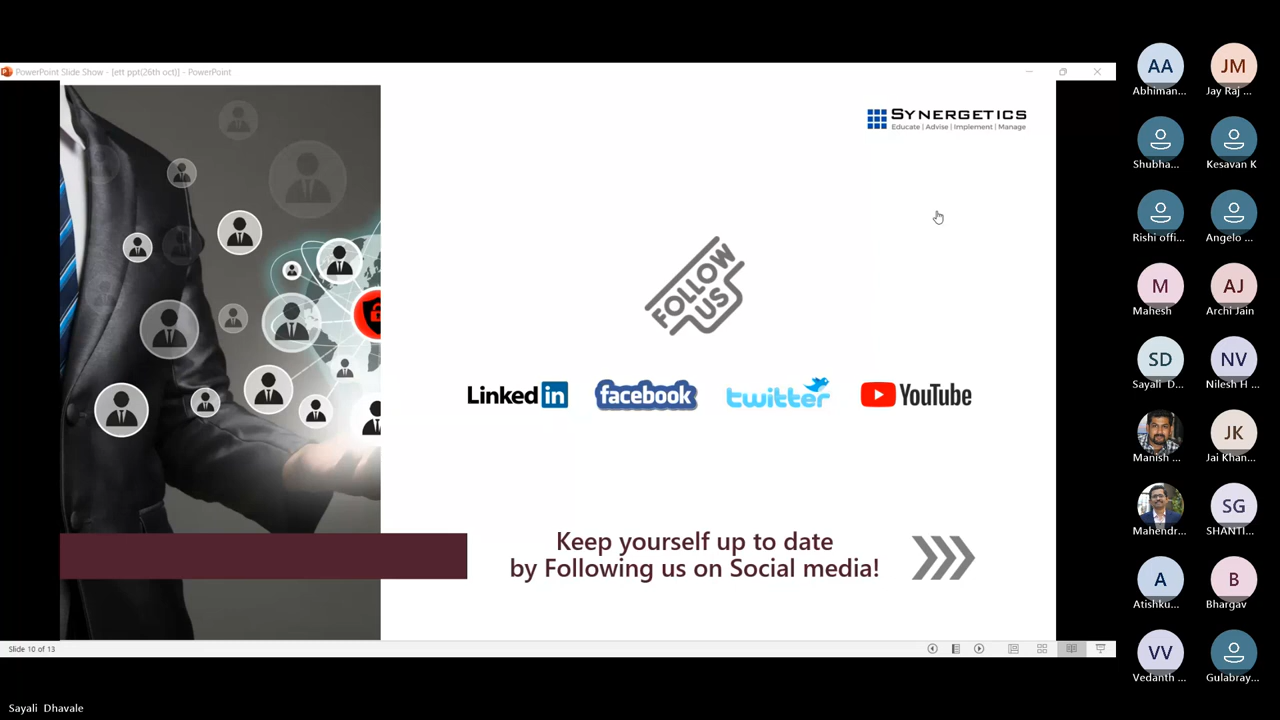 PowerPoint Slide Show - [ett ppt(26th oct)] - PowerPoint
SYNERGETICS
Educate | Advise | Implement | Manage
FOLLOW
US
Linked in
facebook
twitter
YouTube
Keep yourself up to date
by Following us on Social media!
Slide 10 of 13
Sayali Dhavale
AA
Abhiman...
JM
Jay Raj ...
Shubha...
Kesavan K
Rishi offi...
Angelo ...
M
Mahesh
AJ
Archi Jain
SD
Sayali D...
NV
Nilesh H ...
Manish ...
JK
Jai Khan...
Mahendr...
SG
SHANTI...
A
Atishku...
B
Bhargav
VV
Vedanth ...
Gulabray...